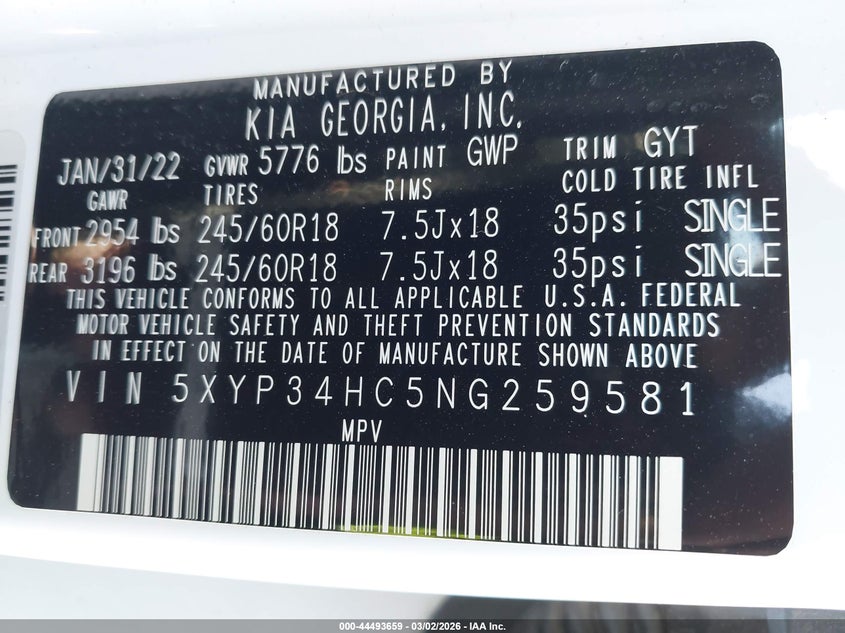 MANUFACTURED BY
KIA GEORGIA, INC.
JAN/31/22 GVWR 5776 lbs PAINT GWP TRIM GYT
GAWR TIRES RIMS COLD TIRE INFL
FRONT 2954 lbs 245/60R18 7.5Jx18 35psi SINGLE
REAR 3196 lbs 245/60R18 7.5Jx18 35psi SINGLE
THIS VEHICLE CONFORMS TO ALL APPLICABLE U.S.A. FEDERAL
MOTOR VEHICLE SAFETY AND THEFT PREVENTION STANDARDS
IN EFFECT ON THE DATE OF MANUFACTURE SHOWN ABOVE
VIN 5XYP34HC5NG259581
MPV
000-44493659 - 03/02/2026 - IAA Inc.